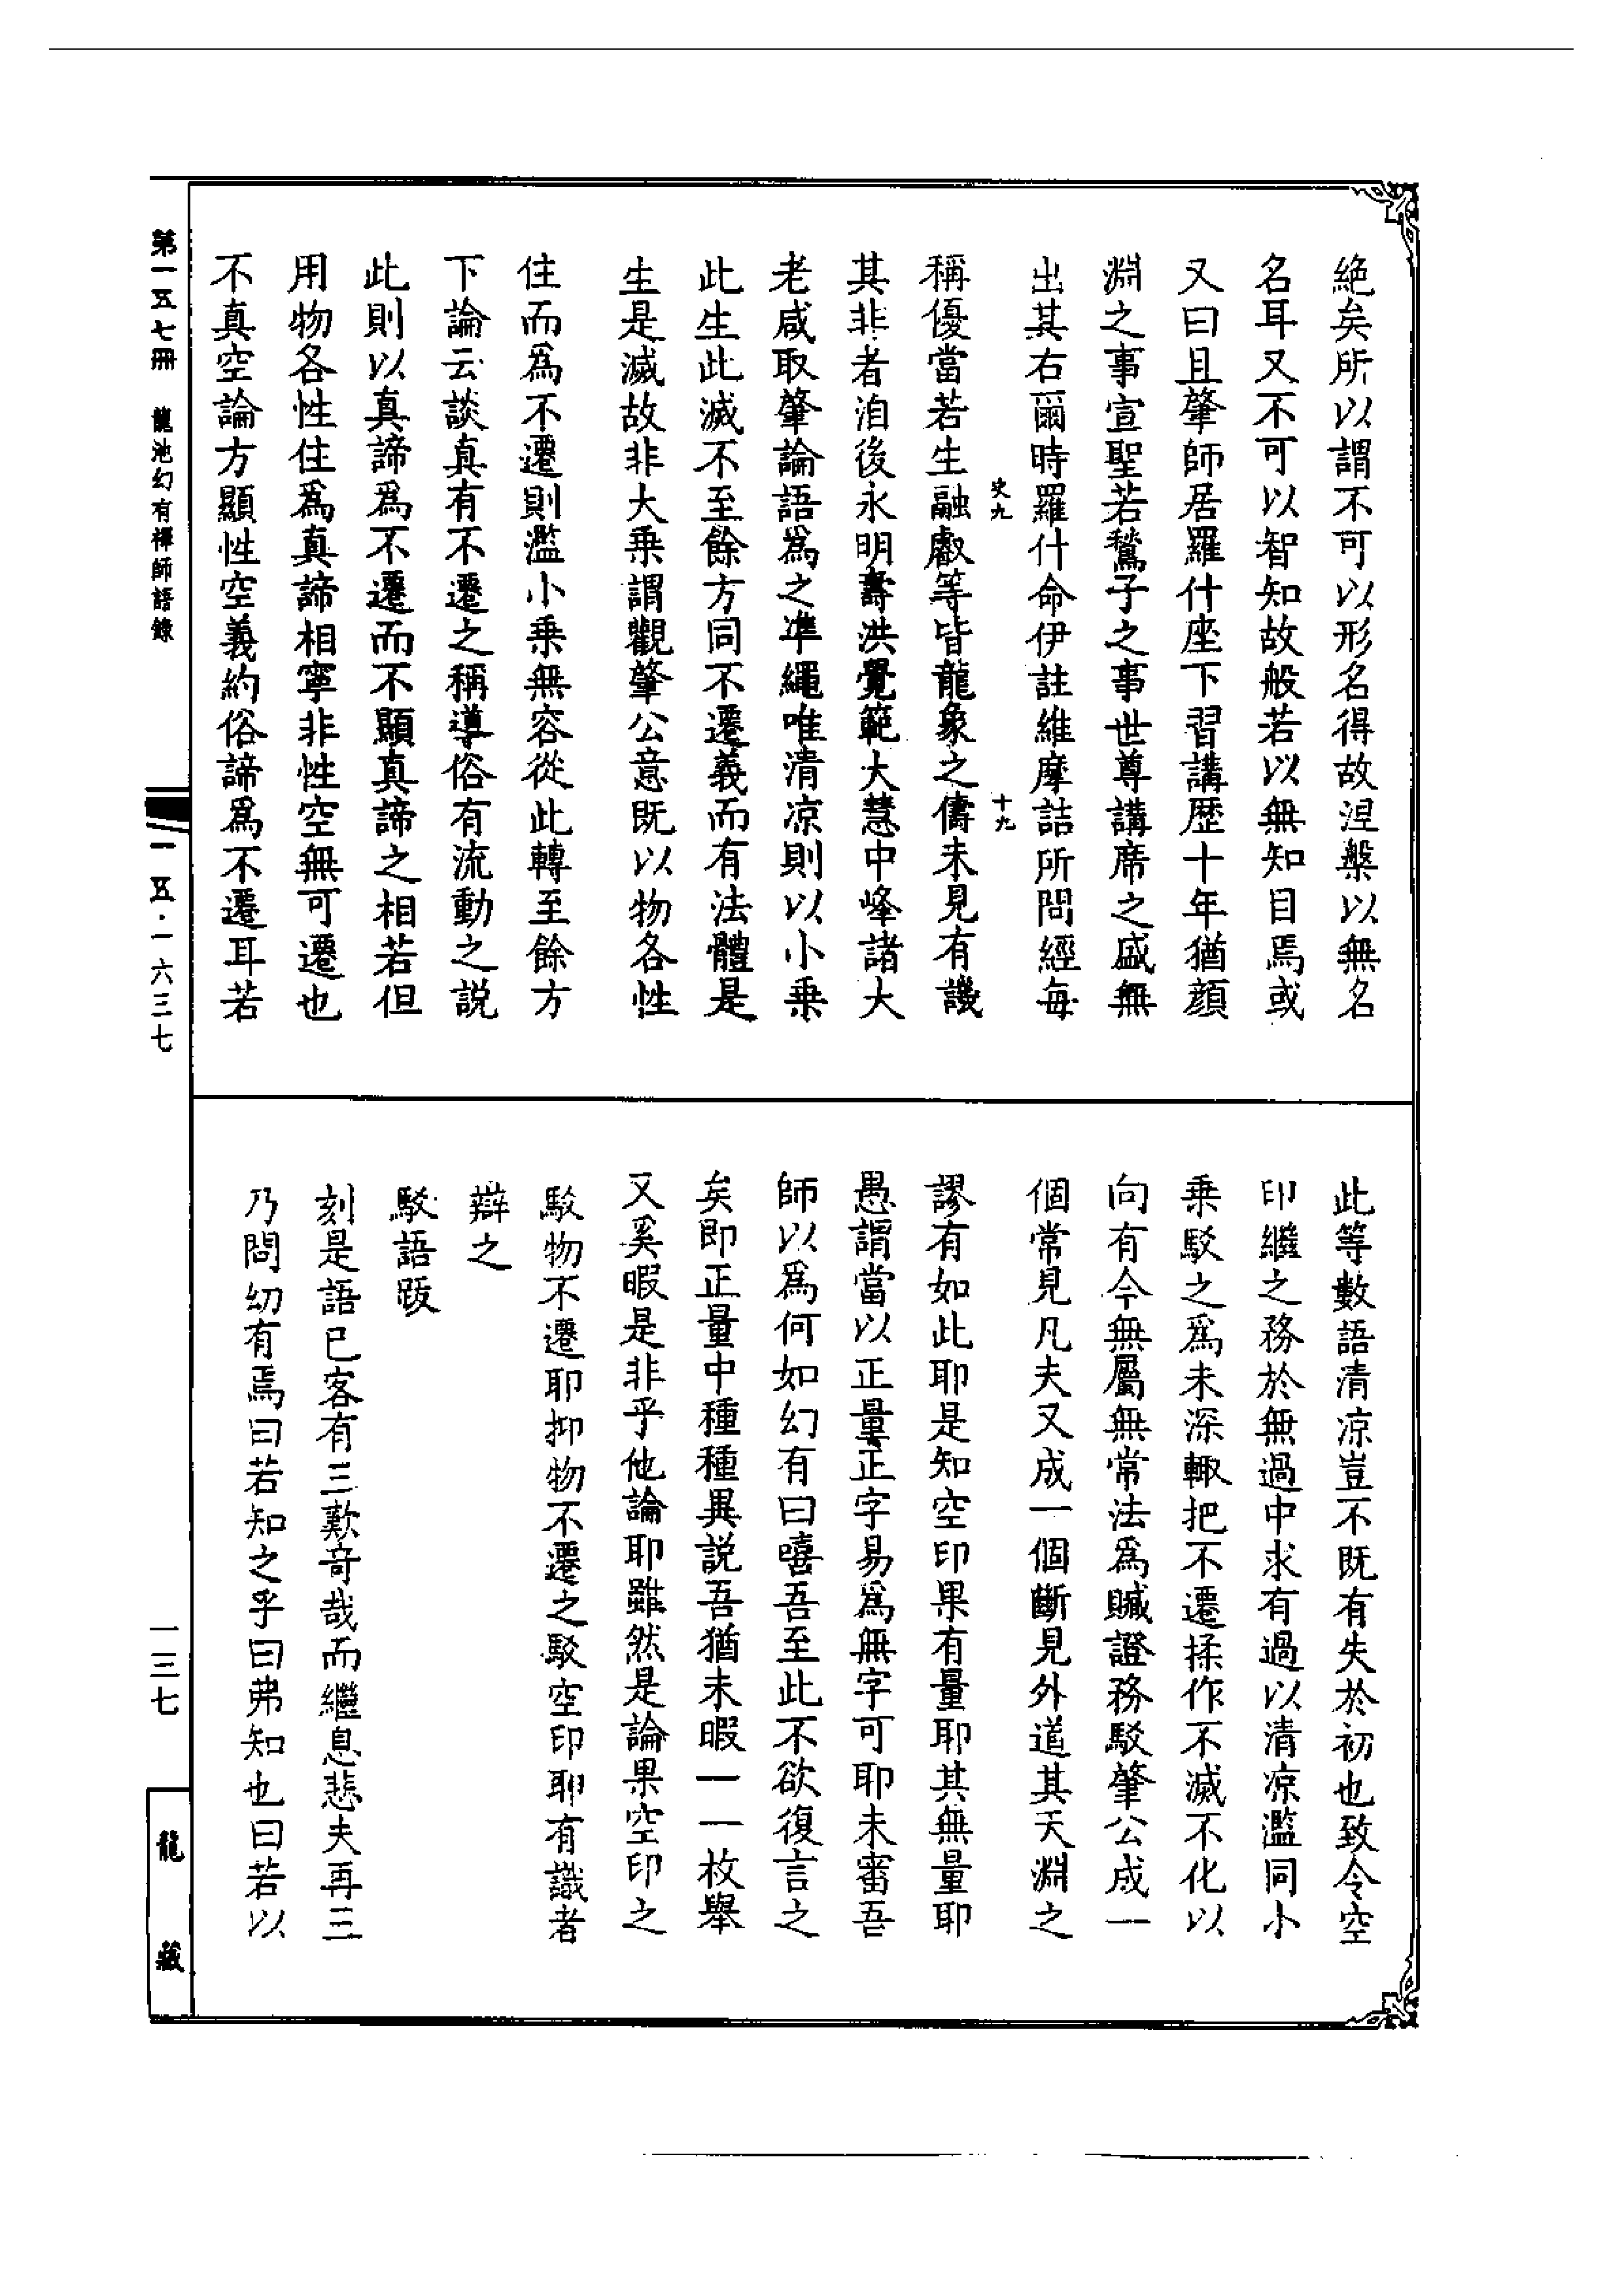 絶矣所以謂不可以形名得故涅槃以無名
名耳又不可以智知故般若以無知目焉或
又曰且肇師居羅什座下習講歷十年猶顔
淵之事宣聖若鶖子之事世尊講席之盛無
出其右爾時羅什命伊註維摩詰所問經毎
史九
十九
稱優當若生融叡等皆龍象之儔未見有譏
其非者洎後永明壽洪覺範大慧中峰諸大
老咸取肇論語爲之凖繩唯清凉則以小乘
此生此滅不至餘方同不遷義而有法體是
生是滅故非大乘謂觀肇公意既以物各性
住而爲不遷則濫小乘無容從此轉至餘方
下論云談真有不遷之稱導俗有流動之説
此則以真諦爲不遷而不顯真諦之相若但
用物各性住爲真諦相寧非性空無可遷也
不真空論方顯性空義約俗諦爲不遷耳若
此等數語清凉豈不既有失於初也致令空
印繼之務於無過中求有過以清凉濫同小
乘駁之爲未深輙把不遷揉作不滅不化以
向有今無屬無常法爲贓證務駁肇公成一
個常見凡夫又成一個斷見外道其天淵之
謬有如此耶是知空印果有量耶其無量耶
愚謂當以正量正字易爲無字可耶未審吾
師以爲何如幻有曰嘻吾至此不欲復言之
矣即正量中種種異説吾猶未暇一一枚舉
又奚暇是非乎他論耶雖然是論果空印之
駁物不遷耶抑物不遷之駁空印耶有識者
辯之
駁語跋
刻是語已客有三歎竒哉而繼息悲夫再三
乃問幻有焉曰若知之乎曰弗知也曰若以
第一五七冊　龍池幻有禪師語錄
一五·一六三七
一三七
龍藏